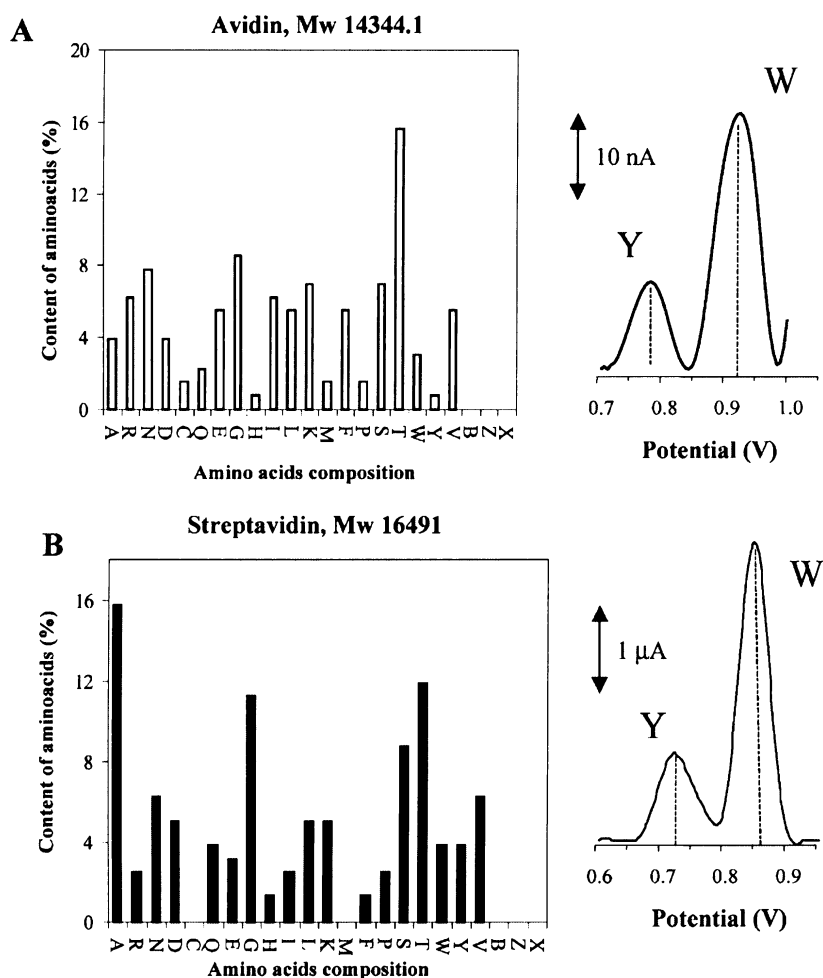 A
Avidin, Mw 14344.1
Content of aminoacids (%)
20
16
12
8
4
0
A R N D C Q E G H I L K M F P S T W Y V B Z X
Amino acids composition
W
10 nA
Y
0.7 0.8 0.9 1.0
Potential (V)
B
Streptavidin, Mw 16491
Content of aminoacids (%)
16
12
8
4
0
A R N D C Q E G H I L K M F P S T W Y V B Z X
Amino acids composition
W
1 μA
Y
0.6 0.7 0.8 0.9
Potential (V)